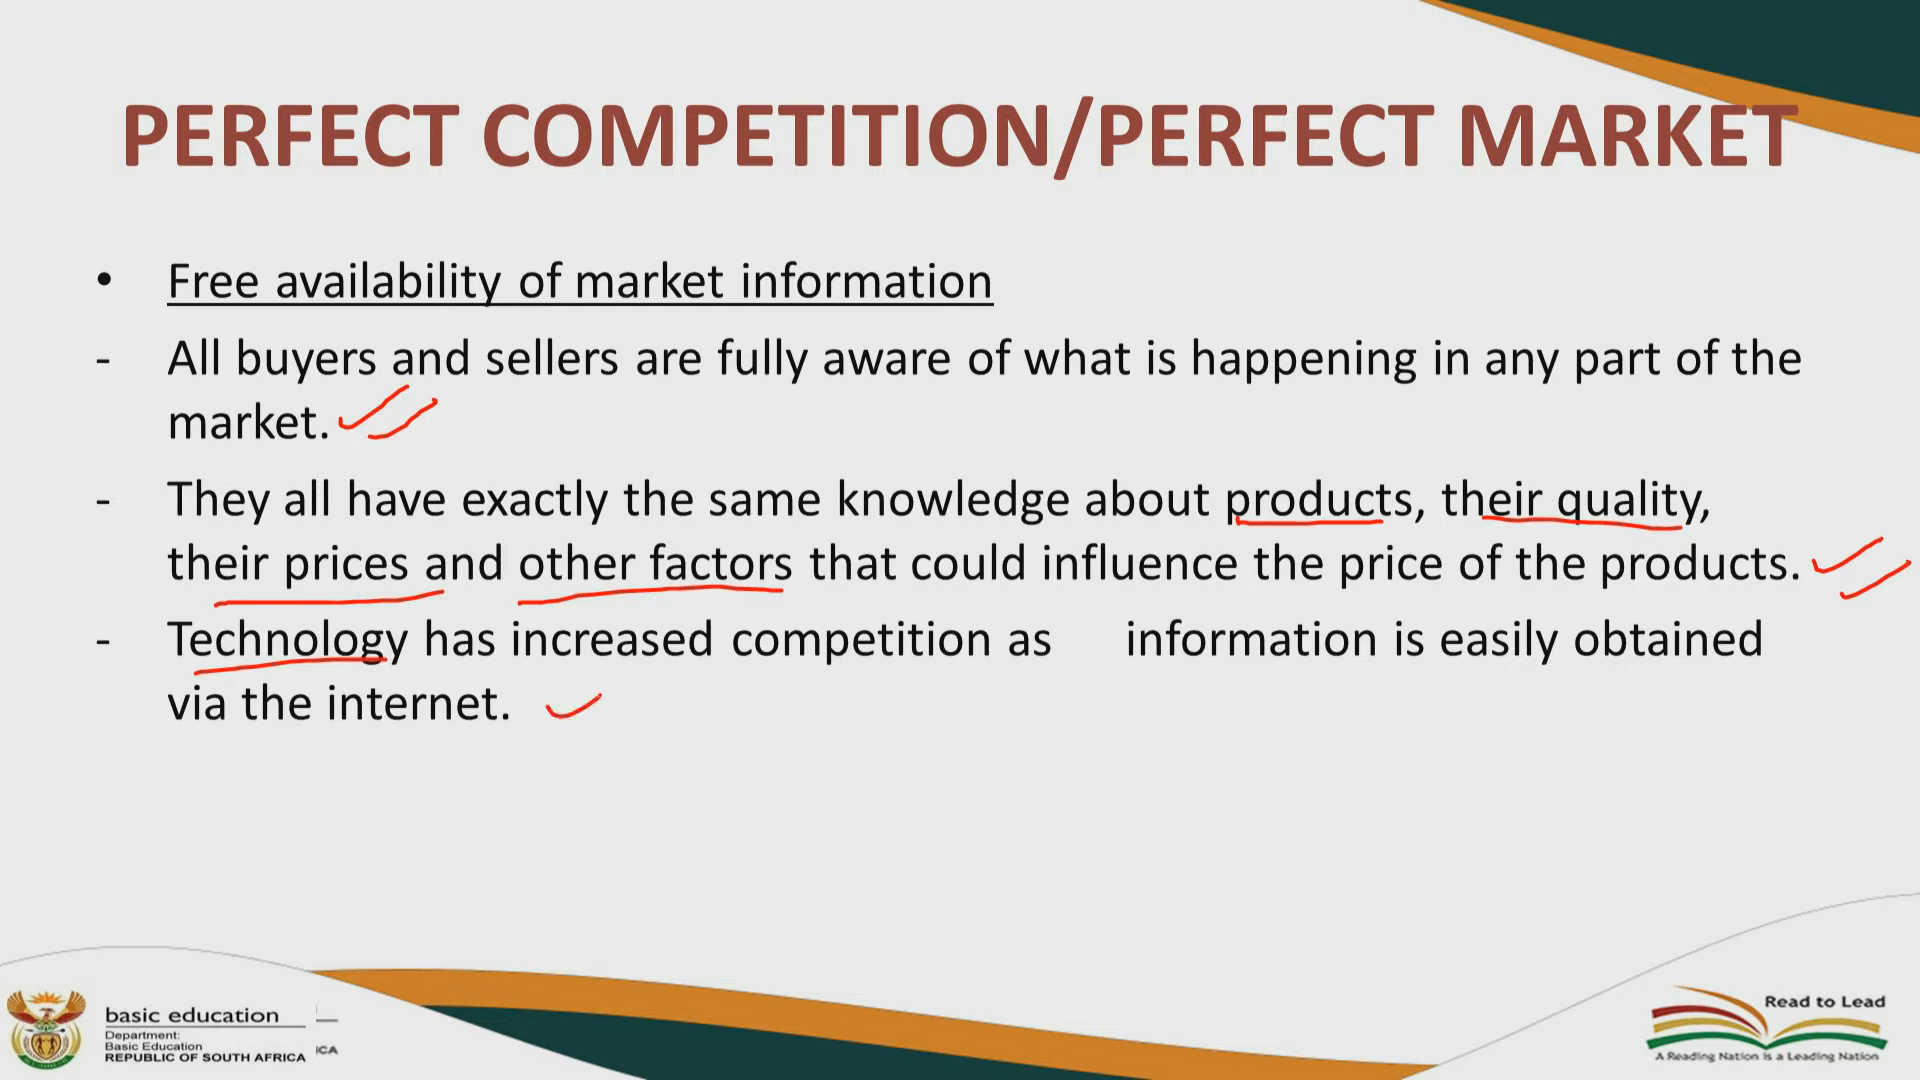 PERFECT COMPETITION/PERFECT MARKET
• Free availability of market information
- All buyers and sellers are fully aware of what is happening in any part of the
market.
- They all have exactly the same knowledge about products, their quality,
their prices and other factors that could influence the price of the products.
- Technology has increased competition as information is easily obtained
via the internet.
basic education
Department:
Basic Education
REPUBLIC OF SOUTH AFRICA
ICA
Read to Lead
A Reading Nation is a Leading Nation